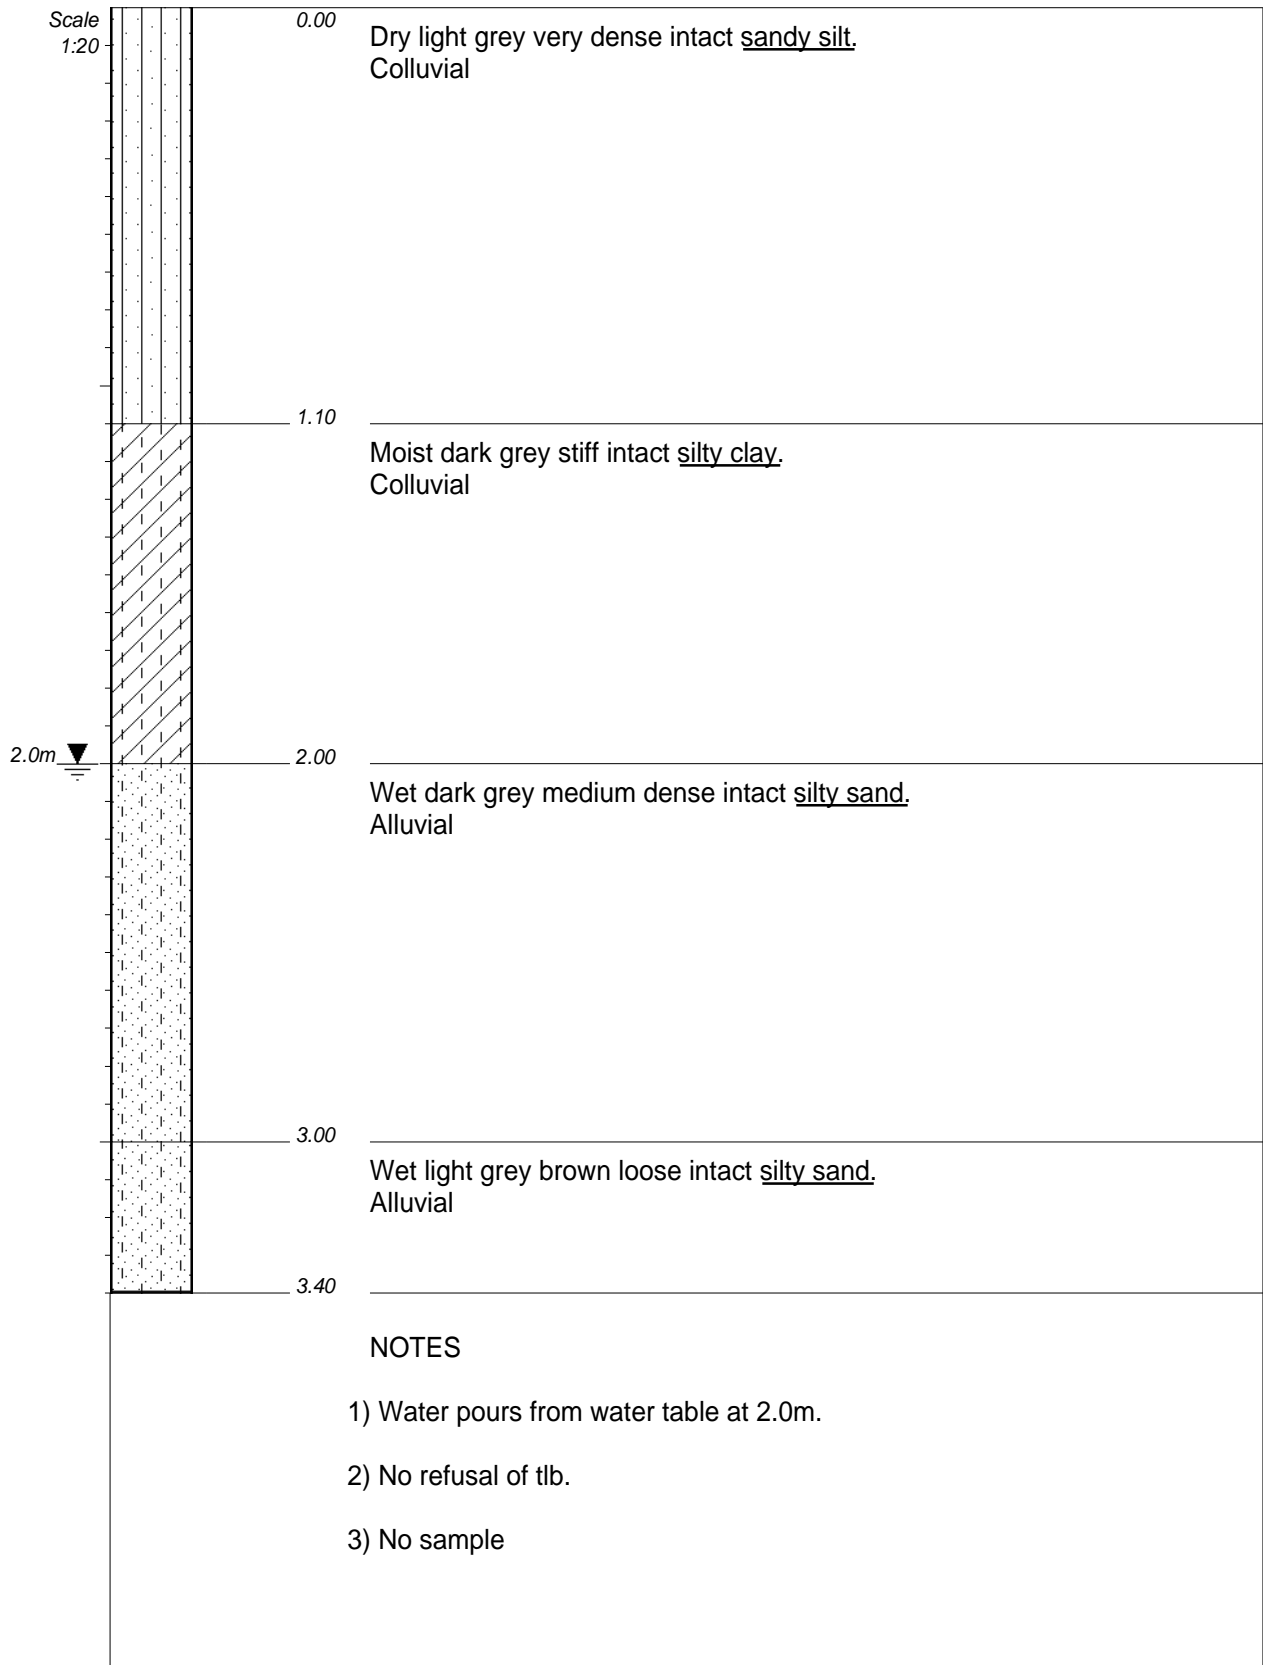 Scale
1:20
0.00
Dry light grey very dense intact sandy silt.
Colluvial
1.10
Moist dark grey stiff intact silty clay.
Colluvial
2.0m
2.00
Wet dark grey medium dense intact silty sand.
Alluvial
3.00
Wet light grey brown loose intact silty sand.
Alluvial
3.40
NOTES
1) Water pours from water table at 2.0m.
2) No refusal of tlb.
3) No sample